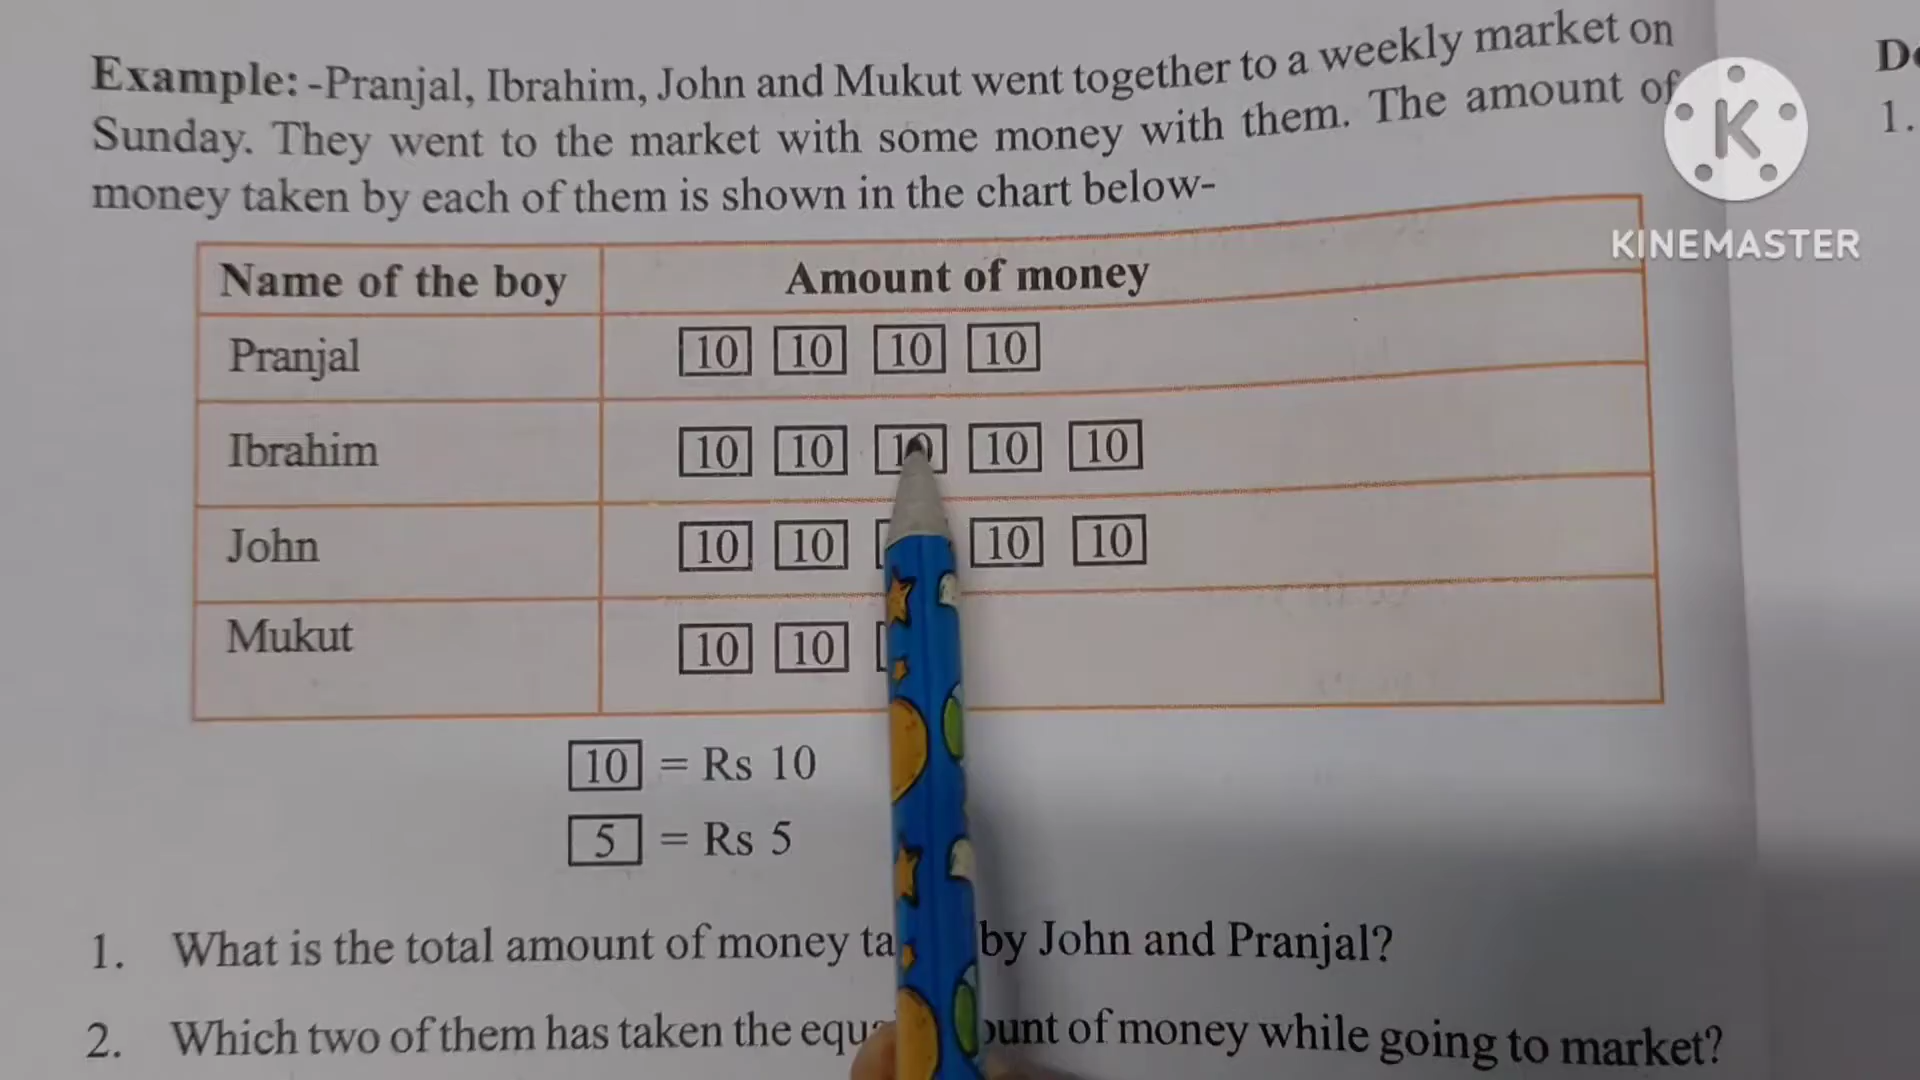 Example: -Pranjal, Ibrahim, John and Mukut went together to a weekly market on
Sunday. They went to the market with some money with them. The amount of
money taken by each of them is shown in the chart below-
Name of the boy Amount of money
Pranjal 10 10 10 10
Ibrahim 10 10 10 10 10
John 10 10 10 10
Mukut 10 10
10 = Rs 10
5 = Rs 5
1. What is the total amount of money by John and Pranjal?
2. Which two of them has taken the of money while going to market?
K
KINEMASTER
1.